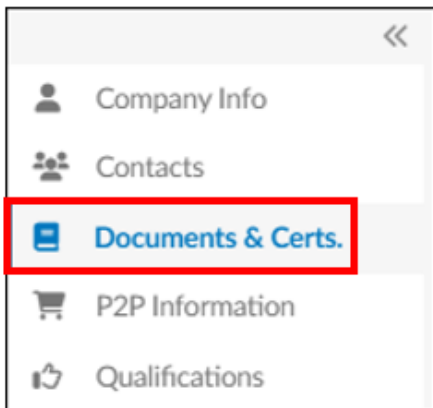 Company Info
Contacts
Documents & Certs.
P2P Information
Qualifications